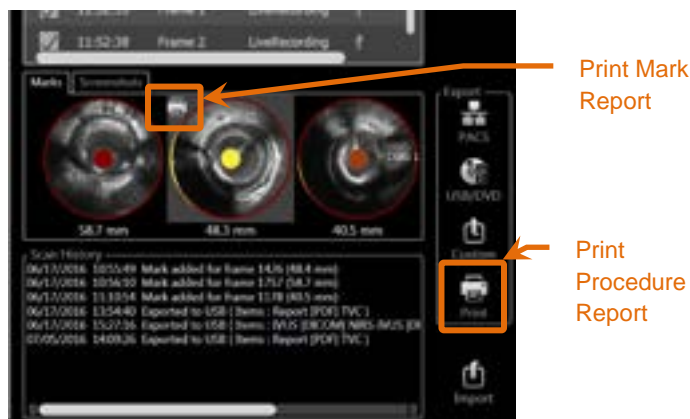 11:52:38 Frame 2 LiveRecording f
Print Mark
Report
Marks Screenshots
Export
PACS
USB/DVD
58.7 mm 48.3 mm 40.5 mm
Custom
Scan History
06/17/2016 10:55:49 Mark added for frame 1426 (48.4 mm)
06/17/2016 10:56:10 Mark added for frame 1757 (58.7 mm)
06/17/2016 11:10:54 Mark added for frame 1178 (40.5 mm)
06/17/2016 13:54:40 Exported to USB ( Items : Report [PDF] TVC )
06/17/2016 15:27:16 Exported to USB ( Items : IVUS [DICOM] NIRS-IVUS [DI
07/05/2016 14:09:26 Exported to USB ( Items : Report [PDF] TVC )
Print
Print
Procedure
Report
Import